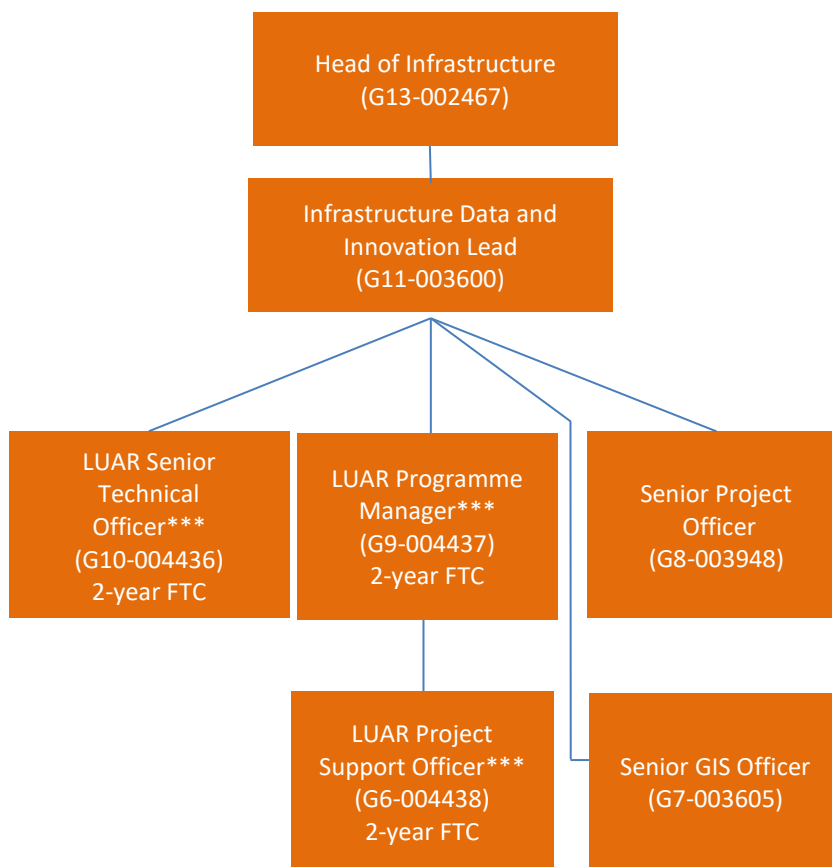 Head of Infrastructure
(G13-002467)
Infrastructure Data and
Innovation Lead
(G11-003600)
LUAR Senior
Technical
Officer***
(G10-004436)
2-year FTC
LUAR Programme
Manager***
(G9-004437)
2-year FTC
Senior Project
Officer
(G8-003948)
LUAR Project
Support Officer***
(G6-004438)
2-year FTC
Senior GIS Officer
(G7-003605)